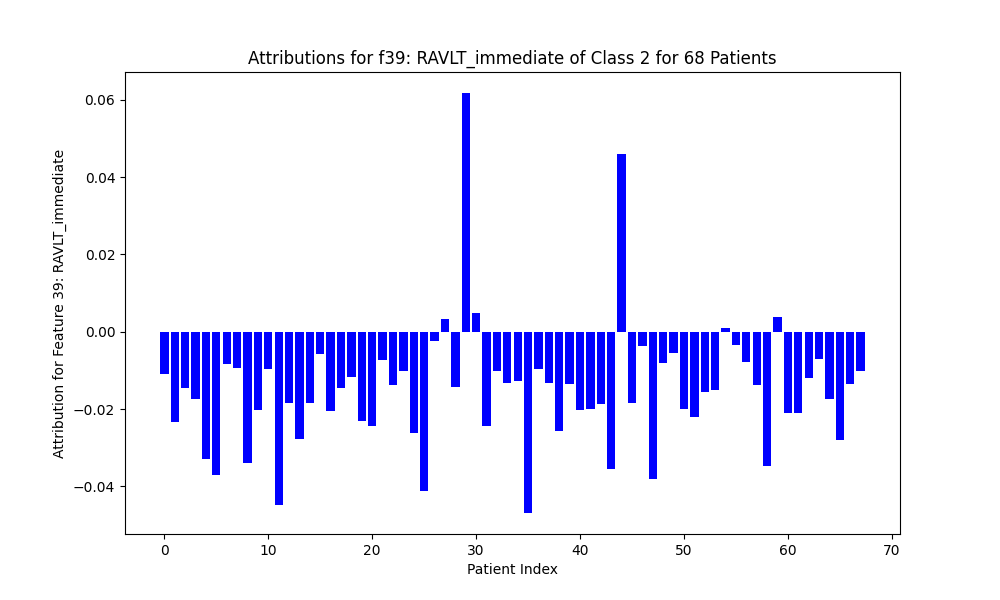 Attributions for f39: RAVLT_immediate of Class 2 for 68 Patients
Attribution for Feature 39: RAVLT_immediate
0.06
0.04
0.02
0.00
−0.02
−0.04
0 10 20 30 40 50 60 70
Patient Index